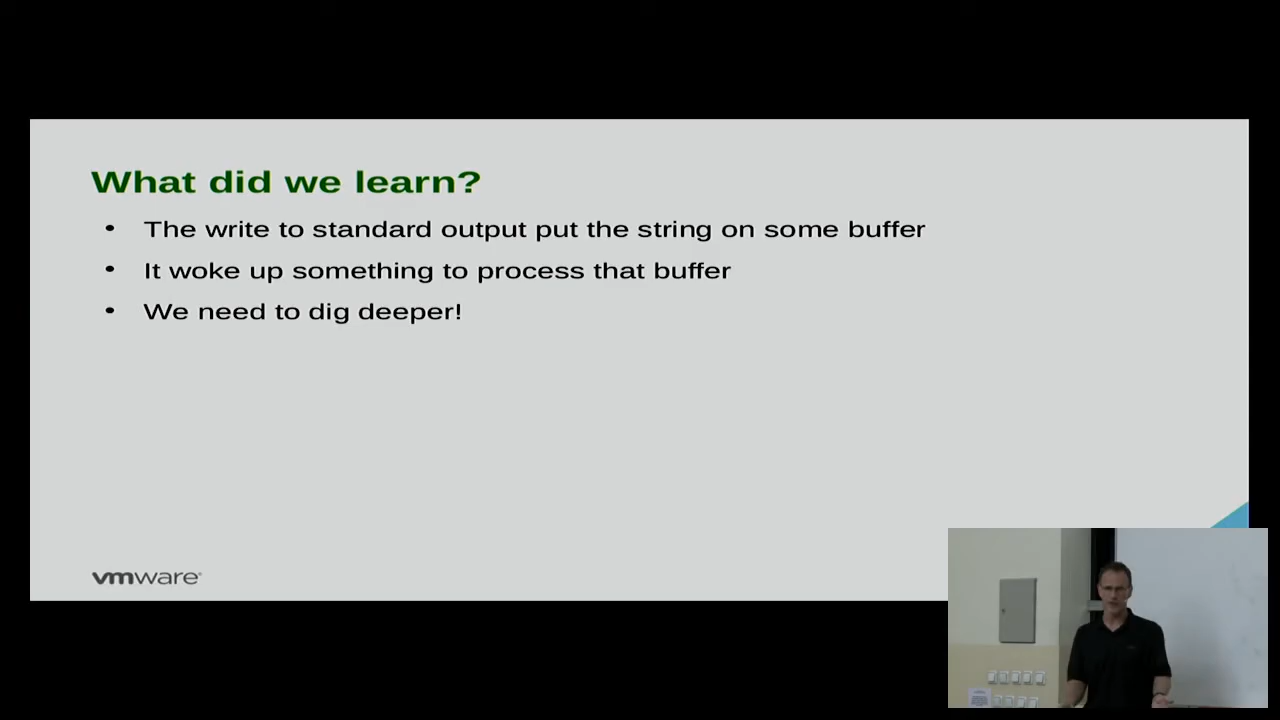 What did we learn?
• The write to standard output put the string on some buffer
• It woke up something to process that buffer
• We need to dig deeper!
vmware